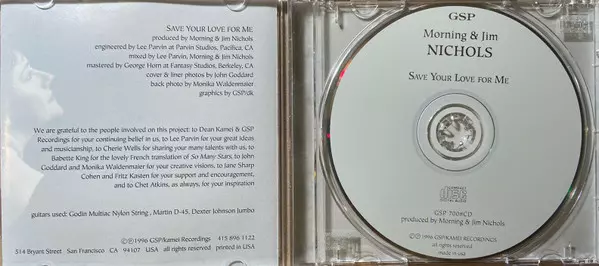 SAVE YOUR LOVE FOR ME
produced by Morning & Jim Nichols
engineered by Lee Parvin at Parvin Studios, Pacifica, CA
mixed by Lee Parvin, Morning & Jim Nichols
mastered by George Horn at Fantasy Studios, Berkeley, CA
cover & liner photos by John Goddard
back photo by Monika Waldenmaier
graphics by GSP/dk
We are grateful to the people involved on this project: to Dean Kamei & GSP
Recordings for your continuing belief in us, to Lee Parvin for your great ideas
and musicianship, to Cherie Wells for sharing your many talents with us, to
Babette King for the lovely French translation of So Many Stars, to John
Goddard and Monika Waldenmaier for your creative visions, to Jane Sharp
Cohen and Fritz Kasten for your support and encouragement,
and to Chet Atkins, as always, for your inspiration
guitars used: Godin Multiac Nylon String, Martin D-45, Dexter Johnson Jumbo
©℗1996 GSP/Kamei Recordings 415 896 1122
514 Bryant Street San Francisco CA 94107 USA all rights reserved printed in USA
GSP
Morning & Jim
NICHOLS
SAVE YOUR LOVE FOR ME
COMPACT
disc
DIGITAL AUDIO
GSP 7006CD
produced by Morning & Jim Nichols
©℗ 1996 GSP/KAMEI RECORDINGS
all rights reserved
made in usa